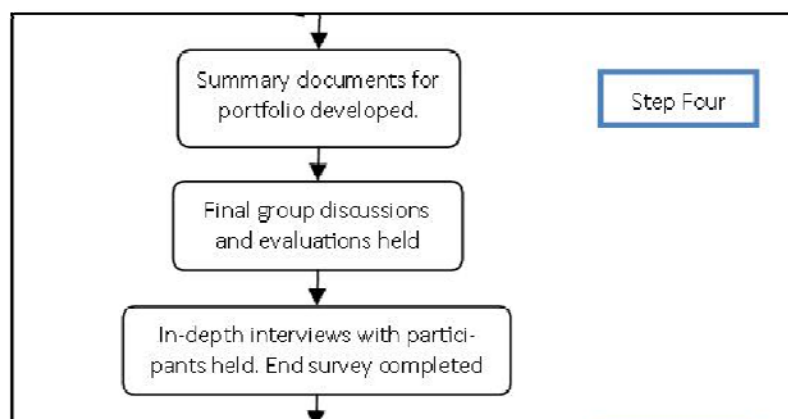 Summary documents for
portfolio developed.
Step Four
Final group discussions
and evaluations held
In-depth interviews with partici-
pants held. End survey completed